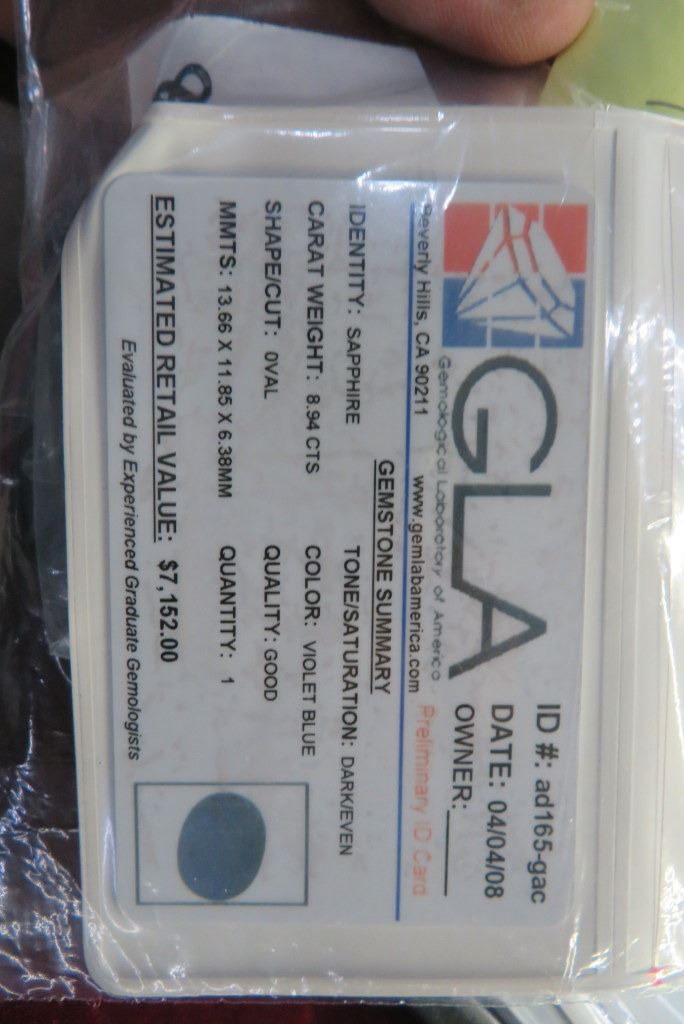 GLA
Gemological Laboratory of America
Beverly Hills, CA 90211 www.gemlabamerica.com
ID #: ad165-gac
DATE: 04/04/08
OWNER:
Preliminary ID Card
GEMSTONE SUMMARY
IDENTITY: SAPPHIRE TONE/SATURATION: DARK/EVEN
CARAT WEIGHT: 8.94 CTS COLOR: VIOLET BLUE
SHAPE/CUT: OVAL QUALITY: GOOD
MMTS: 13.66 X 11.85 X 6.38MM QUANTITY: 1
ESTIMATED RETAIL VALUE: $7,152.00
Evaluated by Experienced Graduate Gemologists